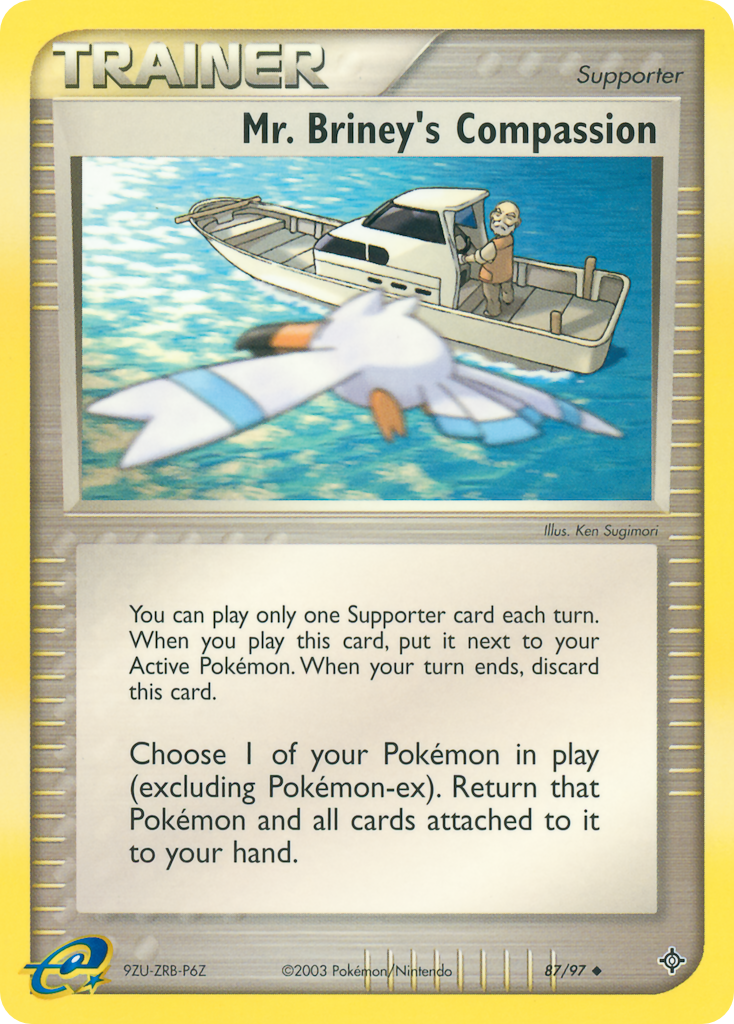 TRAINER
Supporter
Mr. Briney's Compassion
Illus. Ken Sugimori
You can play only one Supporter card each turn.
When you play this card, put it next to your
Active Pokémon. When your turn ends, discard
this card.
Choose 1 of your Pokémon in play
(excluding Pokémon-ex). Return that
Pokémon and all cards attached to it
to your hand.
e
9ZU-ZRB-P6Z
©2003 Pokémon/Nintendo
87/97 ◆